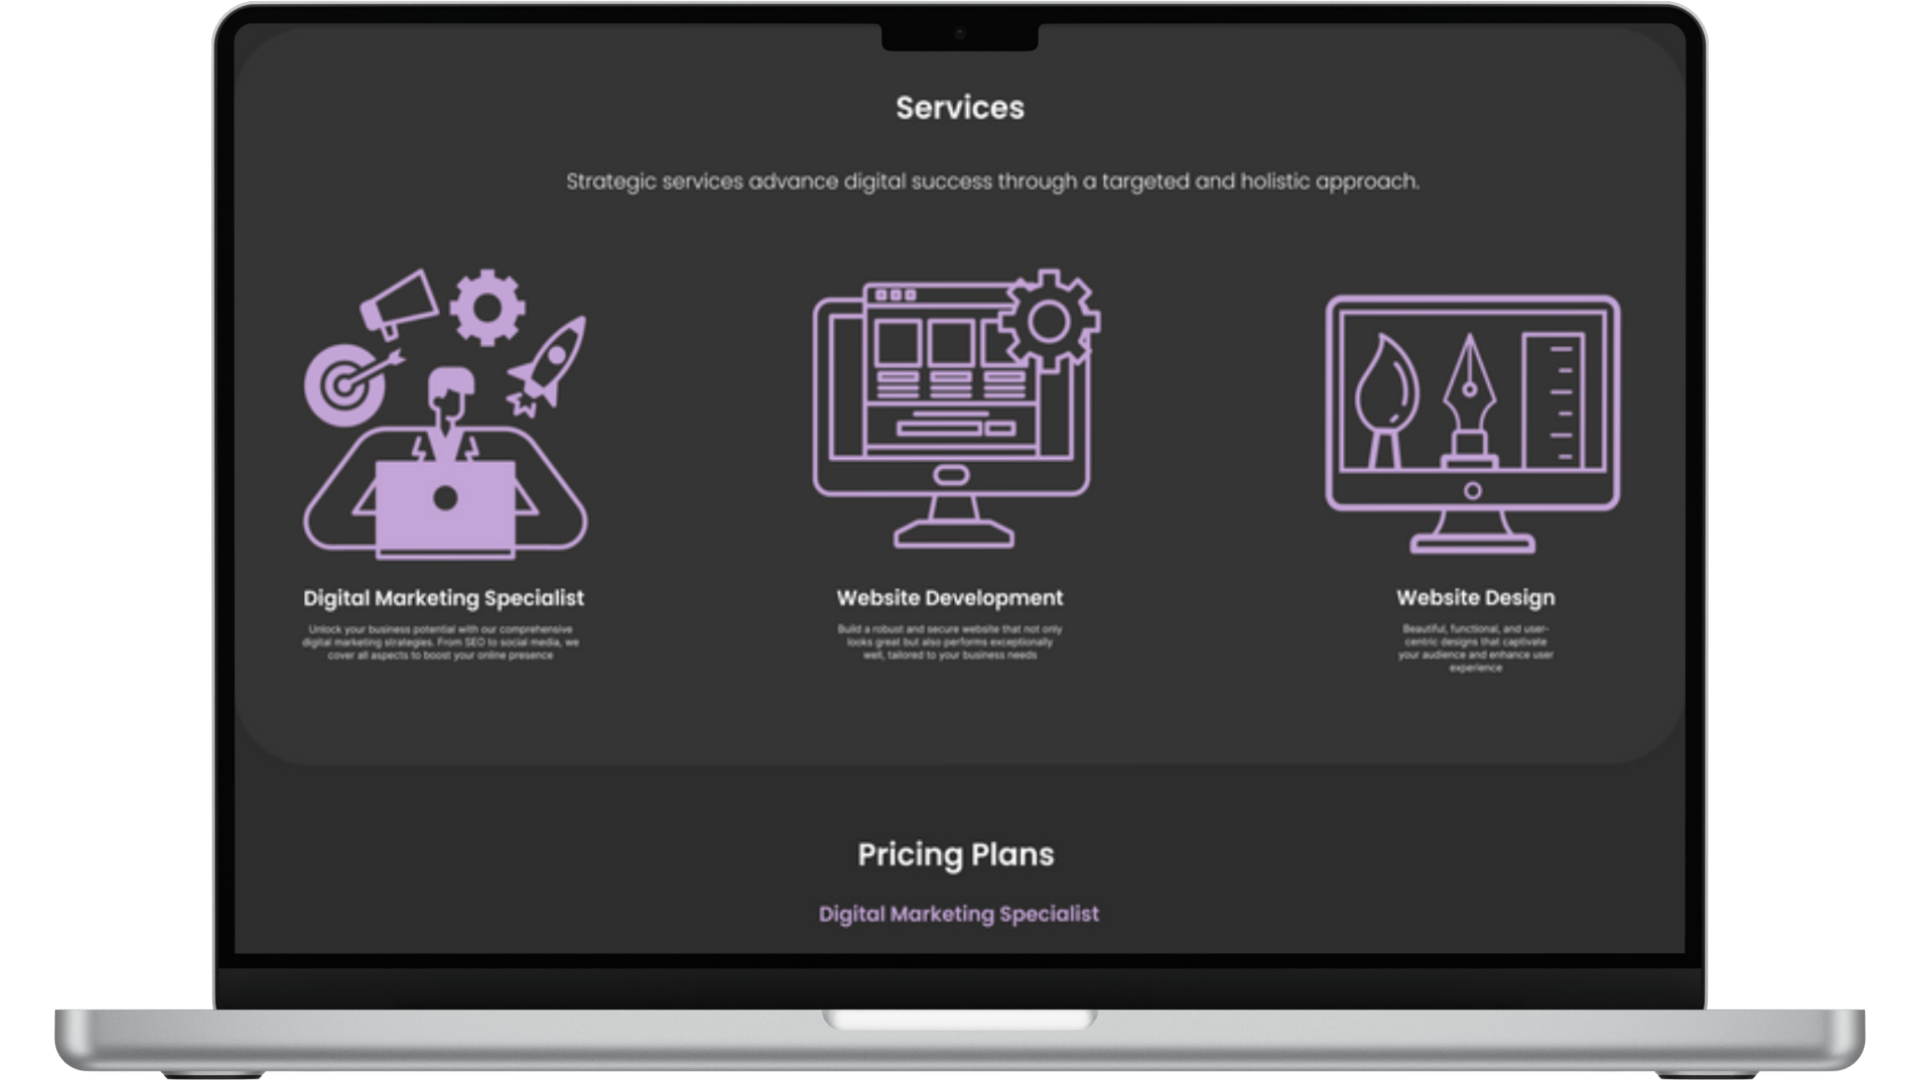 Services
Strategic services advance digital success through a targeted and holistic approach.
Digital Marketing Specialist
Unlock your business potential with our comprehensive
digital marketing strategies. From SEO to social media, we
cover all aspects to boost your online presence
Website Development
Build a robust and secure website that not only
looks great but also performs exceptionally
well, tailored to your business needs
Website Design
Beautiful, functional, and user-
centric designs that captivate
your audience and enhance user
experience
Pricing Plans
Digital Marketing Specialist